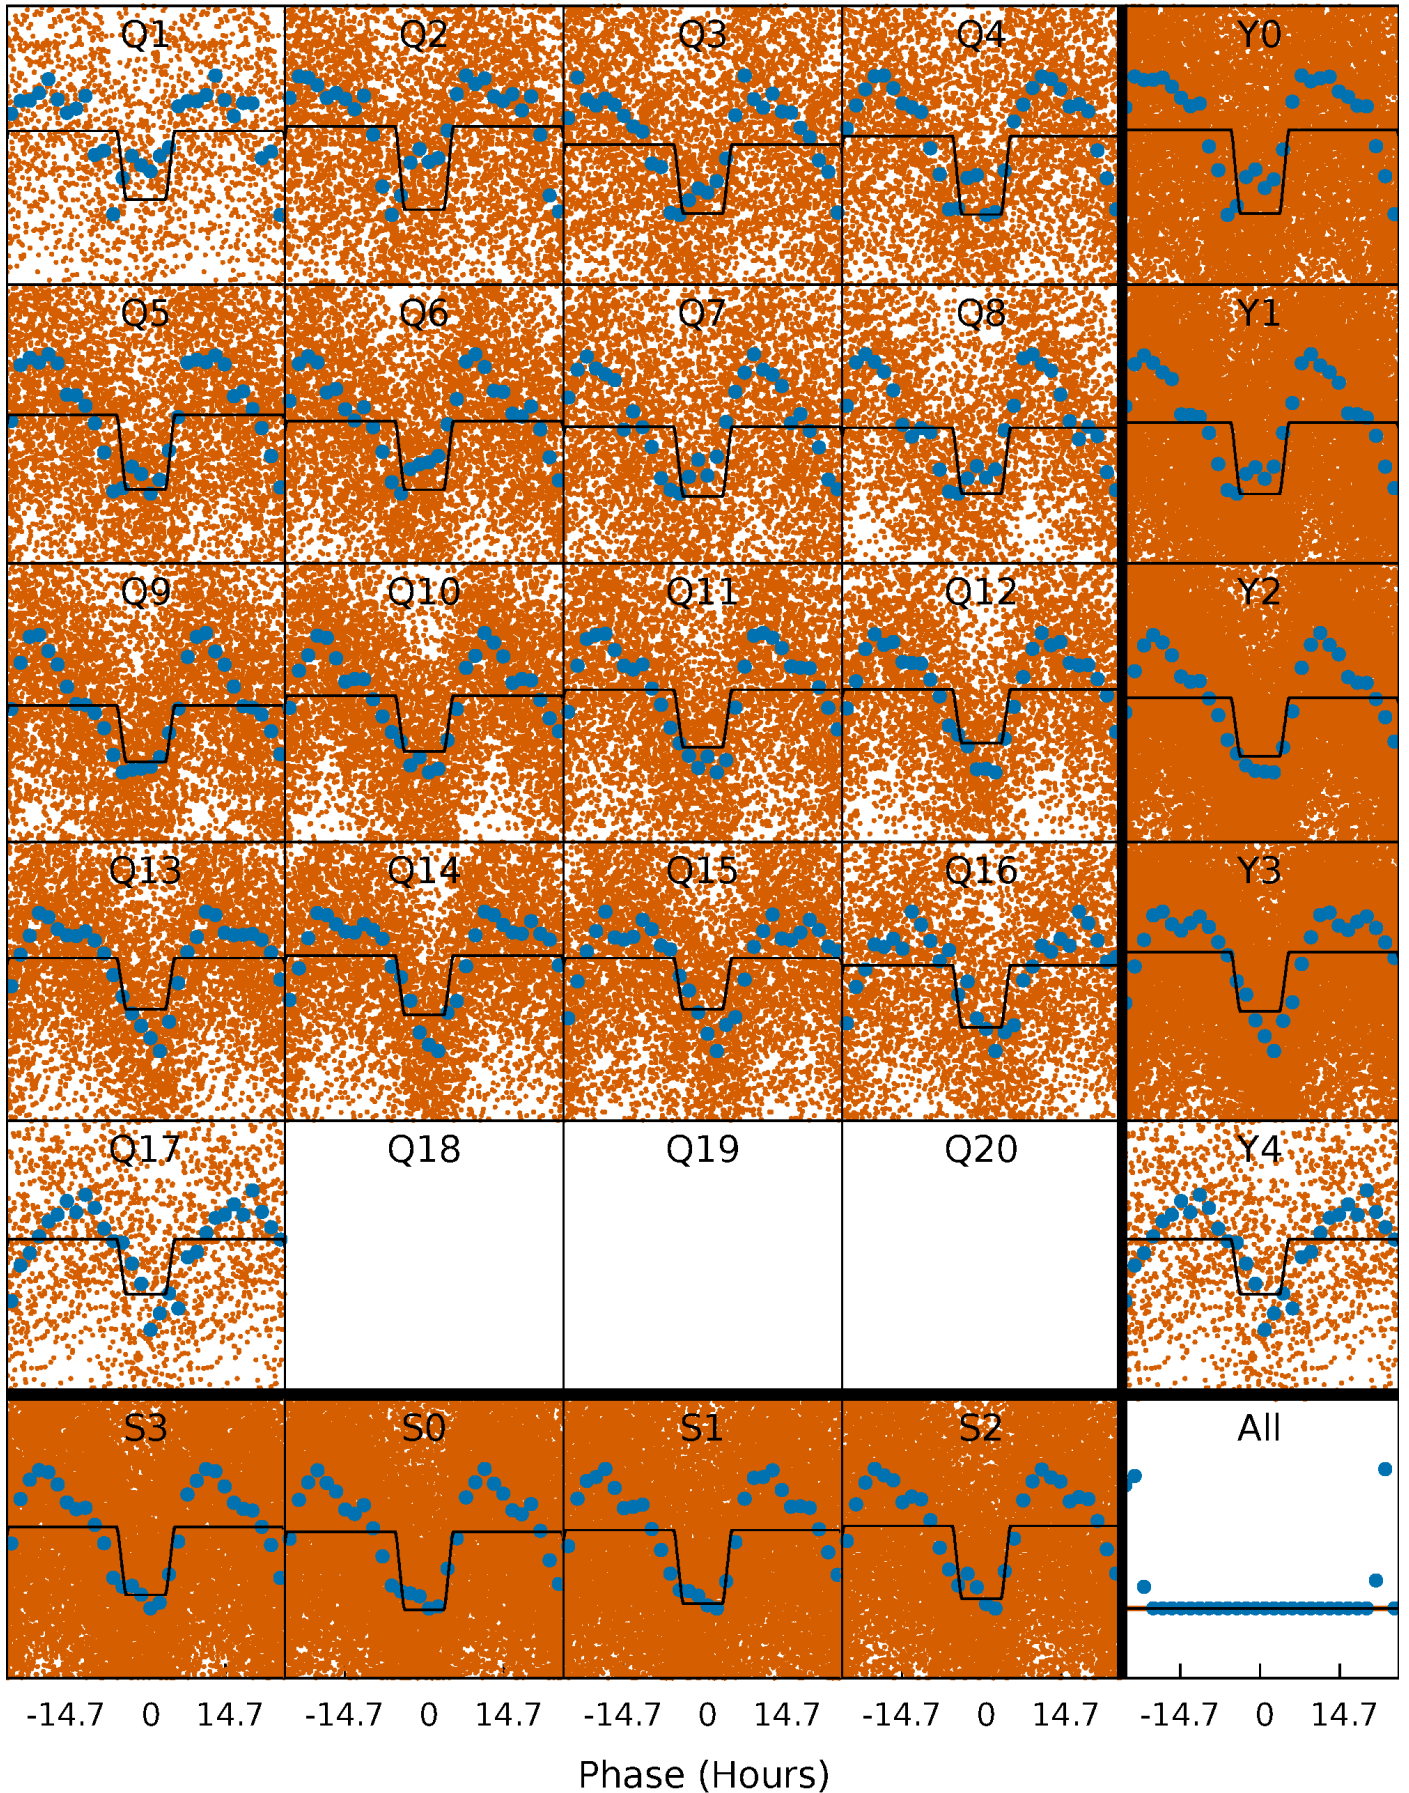 Q1 Q2 Q3 Q4 Y0
Q5 Q6 Q7 Q8 Y1
Q9 Q10 Q11 Q12 Y2
Q13 Q14 Q15 Q16 Y3
Q17 Q18 Q19 Q20 Y4
S3 S0 S1 S2 All
-14.7 0 14.7 -14.7 0 14.7 -14.7 0 14.7 -14.7 0 14.7 -14.7 0 14.7
Phase (Hours)